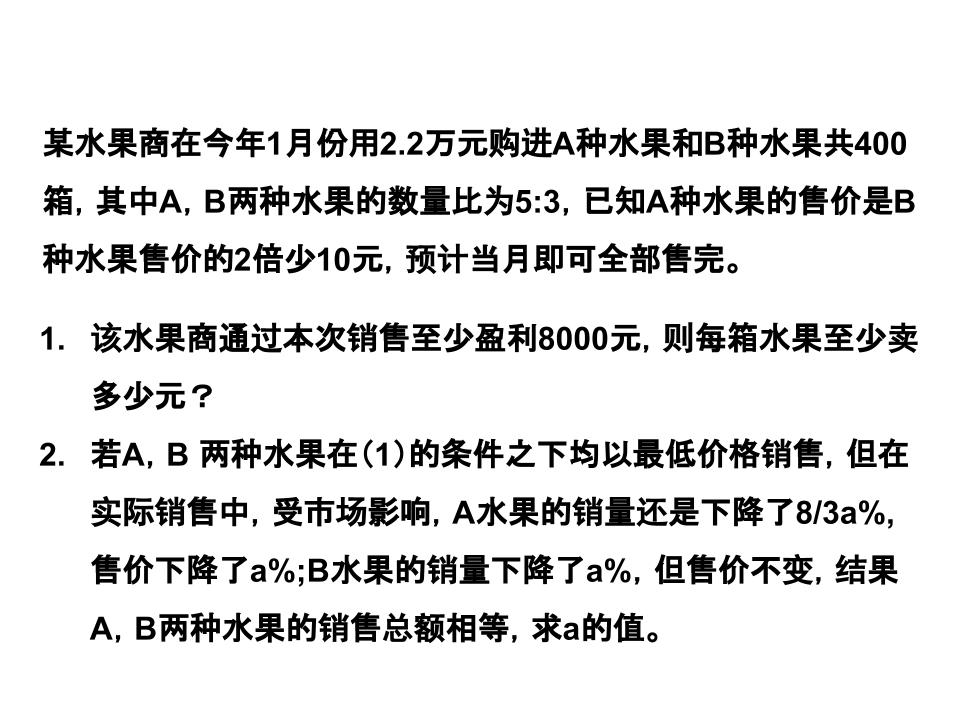 某水果商在今年1月份用2.2万元购进A种水果和B种水果共400
箱，其中A，B两种水果的数量比为5:3，已知A种水果的售价是B
种水果售价的2倍少10元，预计当月即可全部售完。
1. 该水果商通过本次销售至少盈利8000元，则每箱水果至少卖
多少元？
2. 若A，B 两种水果在（1）的条件之下均以最低价格销售，但在
实际销售中，受市场影响，A水果的销量还是下降了8/3a%,
售价下降了a%;B水果的销量下降了a%，但售价不变，结果
A，B两种水果的销售总额相等，求a的值。